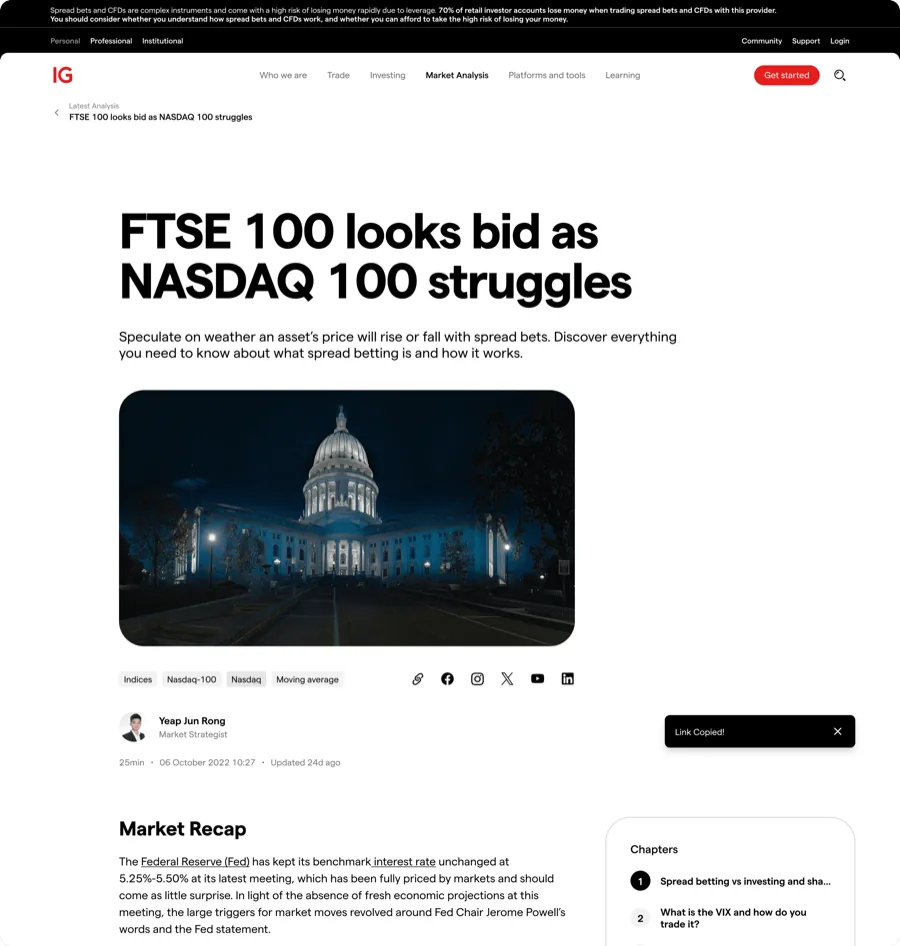 Spread bets and CFDs are complex instruments and come with a high risk of losing money rapidly due to leverage. 70% of retail investor accounts lose money when trading spread bets and CFDs with this provider.
You should consider whether you understand how spread bets and CFDs work, and whether you can afford to take the high risk of losing your money.
Personal Professional Institutional Community Support Login
IG Who we are Trade Investing Market Analysis Platforms and tools Learning Get started
Latest Analysis
FTSE 100 looks bid as NASDAQ 100 struggles
FTSE 100 looks bid as
NASDAQ 100 struggles
Speculate on weather an asset's price will rise or fall with spread bets. Discover everything
you need to know about what spread betting is and how it works.
Indices Nasdaq-100 Nasdaq Moving average
Yeap Jun Rong
Market Strategist
Link Copied!
25min · 06 October 2022 10:27 · Updated 24d ago
Market Recap
The Federal Reserve (Fed) has kept its benchmark interest rate unchanged at
5.25%-5.50% at its latest meeting, which has been fully priced by markets and should
come as little surprise. In light of the absence of fresh economic projections at this
meeting, the large triggers for market moves revolved around Fed Chair Jerome Powell's
words and the Fed statement.
Chapters
1 Spread betting vs investing and sha...
2 What is the VIX and how do you
trade it?